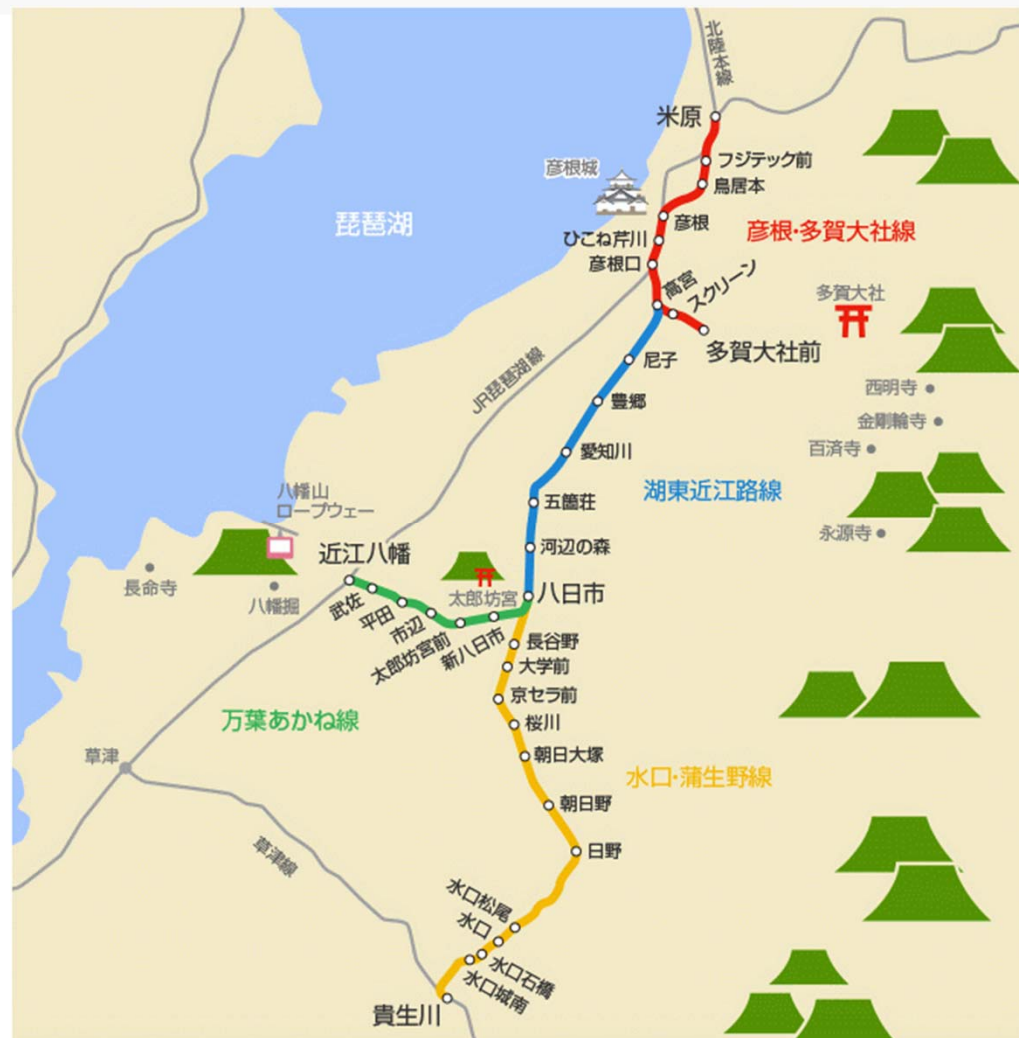 北陸本線
米原
フジテック前
鳥居本
彦根城
彦根
琵琶湖
ひこね芹川
彦根・多賀大社線
彦根口
高宮
スクリーン
多賀大社
多賀大社前
尼子
JR琵琶湖線
西明寺
豊郷
金剛輪寺
愛知川
百済寺
湖東近江路線
八幡山
ロープウェー
五箇荘
永源寺
河辺の森
近江八幡
長命寺
八幡堀
武佐
平田
市辺
太郎坊宮前
新八日市
太郎坊宮
八日市
長谷野
大学前
京セラ前
万葉あかね線
桜川
草津
朝日大塚
水口・蒲生野線
朝日野
草津線
日野
水口松尾
水口
水口石橋
水口城南
貴生川